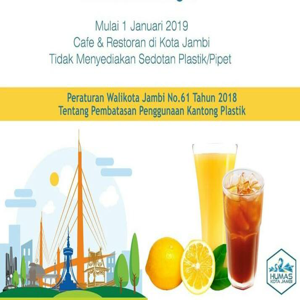 Mulai 1 Januari 2019
Cafe & Restoran di Kota Jambi
Tidak Menyediakan Sedotan Plastik/Pipet
Peraturan Walikota Jambi No.61 Tahun 2018
Tentang Pembatasan Penggunaan Kantong Plastik
HUMAS
KOTA JAMBI